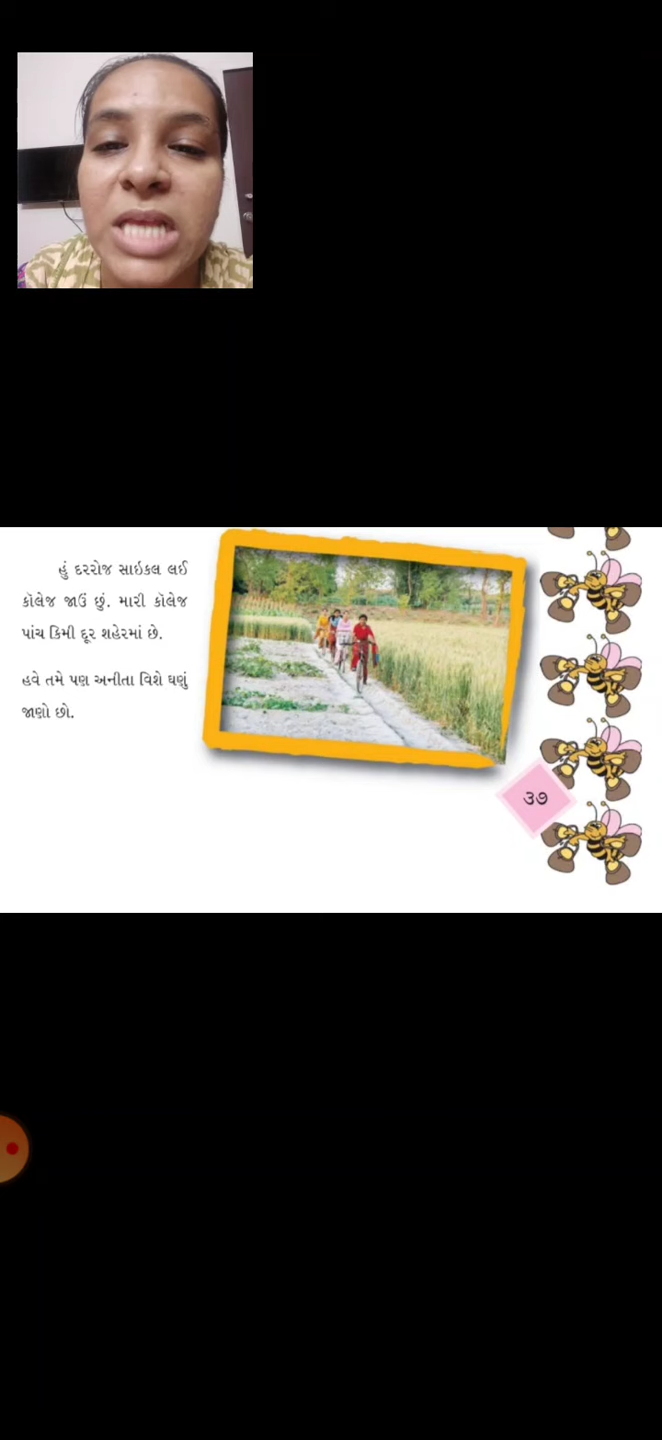 હું દરરોજ સાઇકલ લઈ
કૉલેજ જાઉં છું. મારી કૉલેજ
પાંચ કિમી દૂર શહેરમાં છે.
હવે તમે પણ અનીતા વિશે ઘણું
જાણો છો.
૩૭